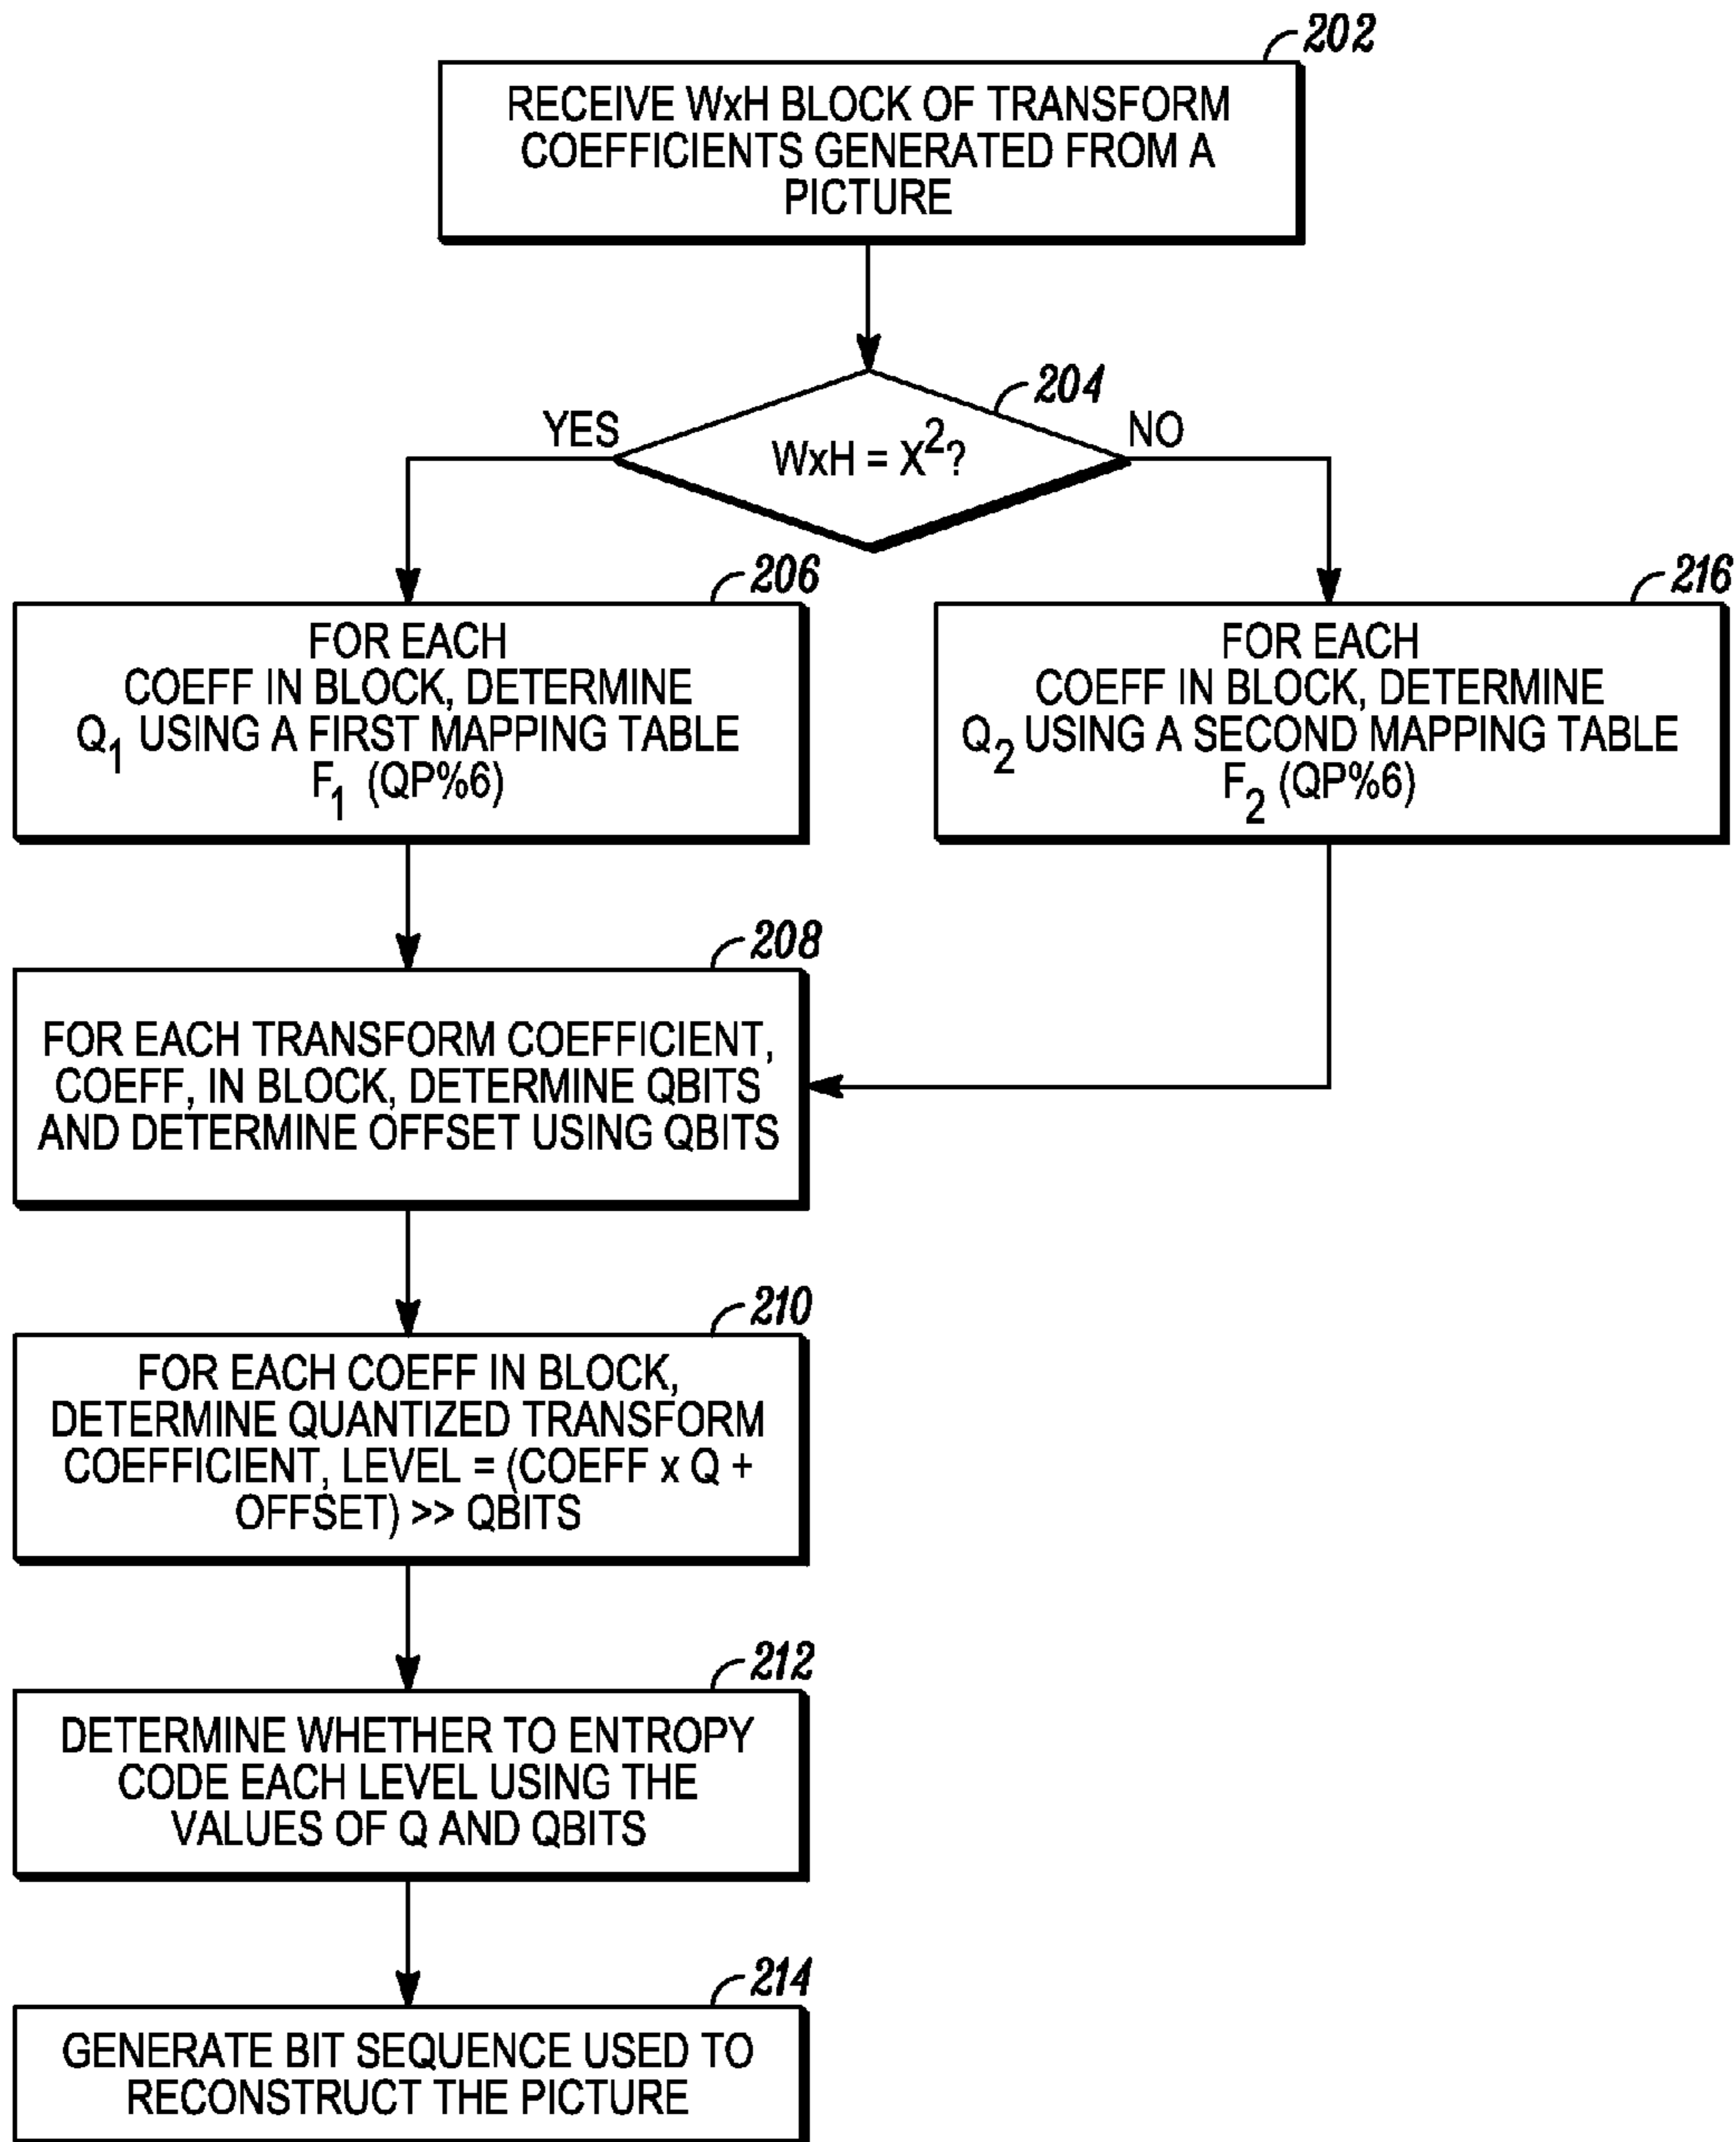 202
RECEIVE WxH BLOCK OF TRANSFORM
COEFFICIENTS GENERATED FROM A
PICTURE
204
YES
WxH = X²?
NO
206
FOR EACH
COEFF IN BLOCK, DETERMINE
Q₁ USING A FIRST MAPPING TABLE
F₁ (QP%6)
216
FOR EACH
COEFF IN BLOCK, DETERMINE
Q₂ USING A SECOND MAPPING TABLE
F₂ (QP%6)
208
FOR EACH TRANSFORM COEFFICIENT,
COEFF, IN BLOCK, DETERMINE QBITS
AND DETERMINE OFFSET USING QBITS
210
FOR EACH COEFF IN BLOCK,
DETERMINE QUANTIZED TRANSFORM
COEFFICIENT, LEVEL = (COEFF x Q +
OFFSET) >> QBITS
212
DETERMINE WHETHER TO ENTROPY
CODE EACH LEVEL USING THE
VALUES OF Q AND QBITS
214
GENERATE BIT SEQUENCE USED TO
RECONSTRUCT THE PICTURE